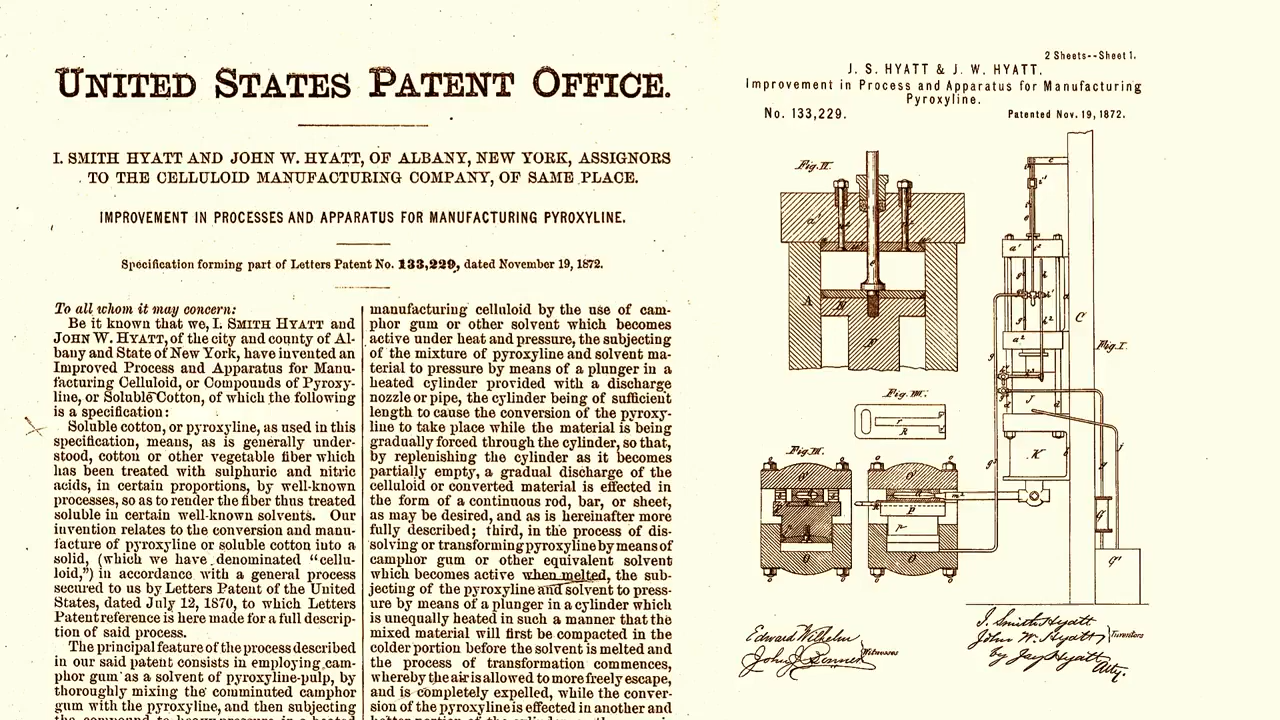 UNITED STATES PATENT OFFICE.
I. SMITH HYATT AND JOHN W. HYATT, OF ALBANY, NEW YORK, ASSIGNORS
TO THE CELLULOID MANUFACTURING COMPANY, OF SAME PLACE.
IMPROVEMENT IN PROCESSES AND APPARATUS FOR MANUFACTURING PYROXYLINE.
Specification forming part of Letters Patent No. 133,229, dated November 19, 1872.
To all whom it may concern:
Be it known that we, I. SMITH HYATT and
JOHN W. HYATT, of the city and county of Al-
bany and State of New York, have invented an
Improved Process and Apparatus for Manu-
facturing Celluloid, or Compounds of Pyroxy-
line, or Soluble Cotton, of which the following
is a specification:
Soluble cotton, or pyroxyline, as used in this
specification, means, as is generally under-
stood, cotton or other vegetable fiber which
has been treated with sulphuric and nitric
acids, in certain proportions, by well-known
processes, so as to render the fiber thus treated
soluble in certain well-known solvents. Our
invention relates to the conversion and manu-
facture of pyroxyline or soluble cotton into a
solid, (which we have denominated "cellu-
loid,") in accordance with a general process
secured to us by Letters Patent of the United
States, dated July 12, 1870, to which Letters
Patent reference is here made for a full descrip-
tion of said process.
The principal feature of the process described
in our said patent consists in employing cam-
phor gum as a solvent of pyroxyline-pulp, by
thoroughly mixing the comminuted camphor
gum with the pyroxyline, and then subjecting
manufacturing celluloid by the use of cam-
phor gum or other solvent which becomes
active under heat and pressure, the subjecting
of the mixture of pyroxyline and solvent ma-
terial to pressure by means of a plunger in a
heated cylinder provided with a discharge
nozzle or pipe, the cylinder being of sufficient
length to cause the conversion of the pyroxy-
line to take place while the material is being
gradually forced through the cylinder, so that,
by replenishing the cylinder as it becomes
partially empty, a gradual discharge of the
celluloid or converted material is effected in
the form of a continuous rod, bar, or sheet,
as may be desired, and as is hereinafter more
fully described; third, in the process of dis-
solving or transforming pyroxyline by means of
camphor gum or other equivalent solvent
which becomes active when melted, the sub-
jecting of the pyroxyline and solvent to press-
ure by means of a plunger in a cylinder which
is unequally heated in such a manner that the
mixed material will first be compacted in the
colder portion before the solvent is melted and
the process of transformation commences,
whereby the air is allowed to more freely escape,
and is completely expelled, while the conver-
sion of the pyroxyline is effected in another and
2 Sheets--Sheet 1.
J. S. HYATT & J. W. HYATT.
Improvement in Process and Apparatus for Manufacturing
Pyroxyline.
No. 133,229.
Patented Nov. 19, 1872.
Fig. II.
A
C
Fig. I.
K
Edward Wilhelm
John J. Bonner
Witnesses
I. Smith Hyatt
John W. Hyatt
Inventors
by Jay Hyatt
Atty.